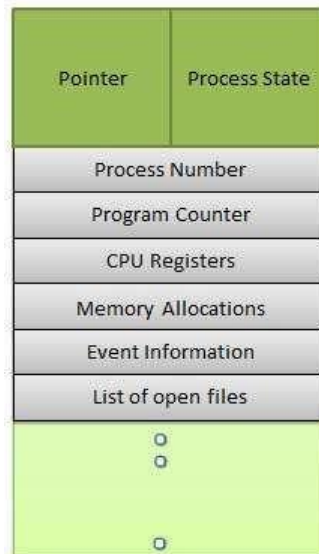 Pointer
Process State
Process Number
Program Counter
CPU Registers
Memory Allocations
Event Information
List of open files